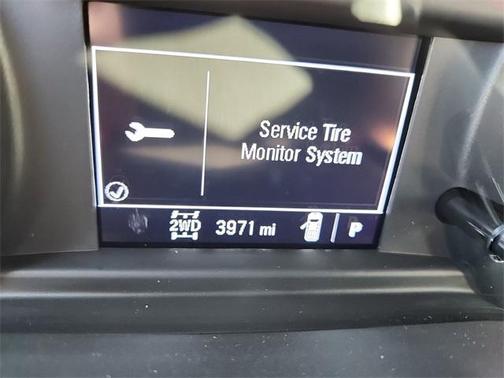 Service Tire
Monitor System
2WD 3971 mi P